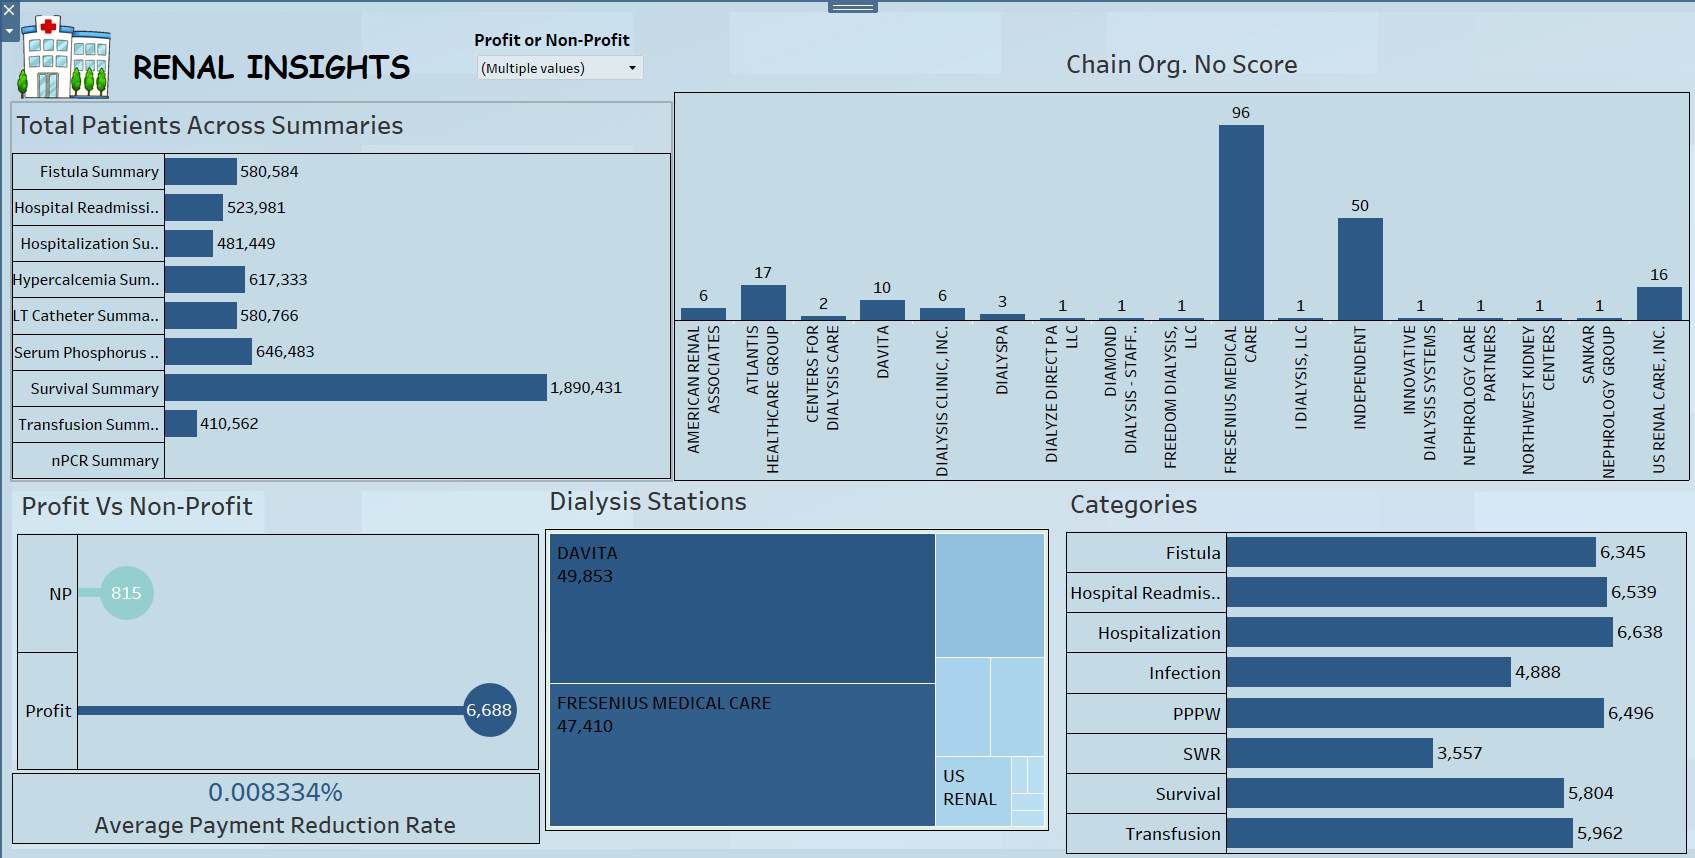 RENAL INSIGHTS
Profit or Non-Profit
(Multiple values)
Total Patients Across Summaries
Fistula Summary 580,584
Hospital Readmissi.. 523,981
Hospitalization Su.. 481,449
Hypercalcemia Sum.. 617,333
LT Catheter Summa.. 580,766
Serum Phosphorus .. 646,483
Survival Summary 1,890,431
Transfusion Summ.. 410,562
nPCR Summary
Chain Org. No Score
6
17
2
10
6
3
1
1
1
96
1
50
1
1
1
1
16
AMERICAN RENAL
ASSOCIATES
ATLANTIS
HEALTHCARE GROUP
CENTERS FOR
DIALYSIS CARE
DAVITA
DIALYSIS CLINIC, INC.
DIALYSPA
DIALYZE DIRECT PA
LLC
DIAMOND
DIALYSIS - STAFF..
FREEDOM DIALYSIS,
LLC
FRESENIUS MEDICAL
CARE
I DIALYSIS, LLC
INDEPENDENT
INNOVATIVE
DIALYSIS SYSTEMS
NEPHROLOGY CARE
PARTNERS
NORTHWEST KIDNEY
CENTERS
SANKAR
NEPHROLOGY GROUP
US RENAL CARE, INC.
Profit Vs Non-Profit
NP 815
Profit 6,688
0.008334%
Average Payment Reduction Rate
Dialysis Stations
DAVITA
49,853
FRESENIUS MEDICAL CARE
47,410
US
RENAL
Categories
Fistula 6,345
Hospital Readmis.. 6,539
Hospitalization 6,638
Infection 4,888
PPPW 6,496
SWR 3,557
Survival 5,804
Transfusion 5,962